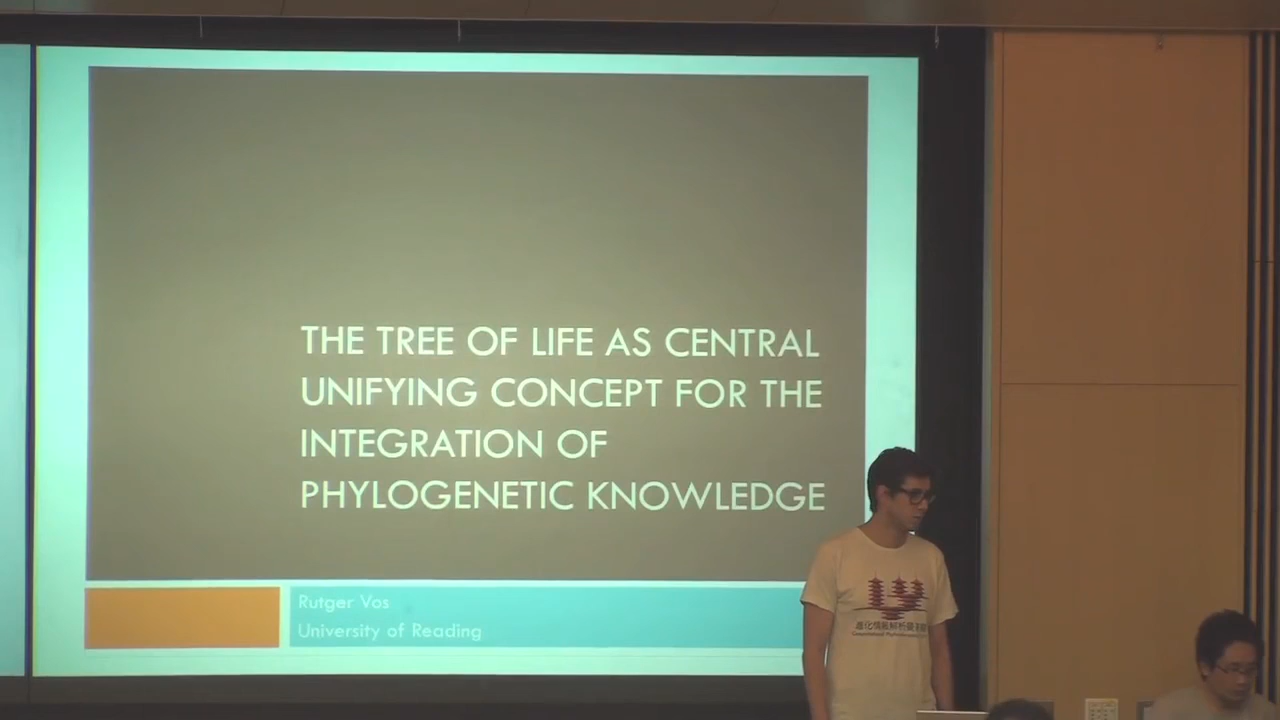 THE TREE OF LIFE AS CENTRAL
UNIFYING CONCEPT FOR THE
INTEGRATION OF
PHYLOGENETIC KNOWLEDGE
Rutger Vos
University of Reading